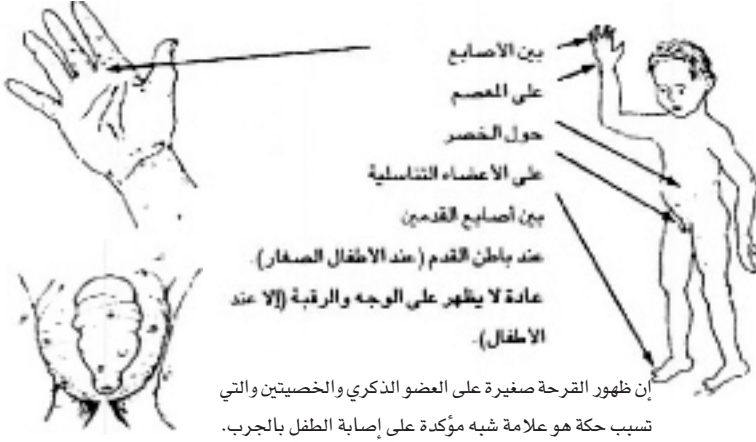 بين الأصابع
على المعصم
حول الخصر
على الأعضاء التناسلية
بين أصابع القدمين
عند باطن القدم (عند الأطفال الصغار).
عادة لا يظهر على الوجه والرقبة (إلا عند
الأطفال).
إن ظهور القرحة صغيرة على العضو الذكري والخصيتين والتي
تسبب حكة هو علامة شبه مؤكدة على إصابة الطفل بالجرب.